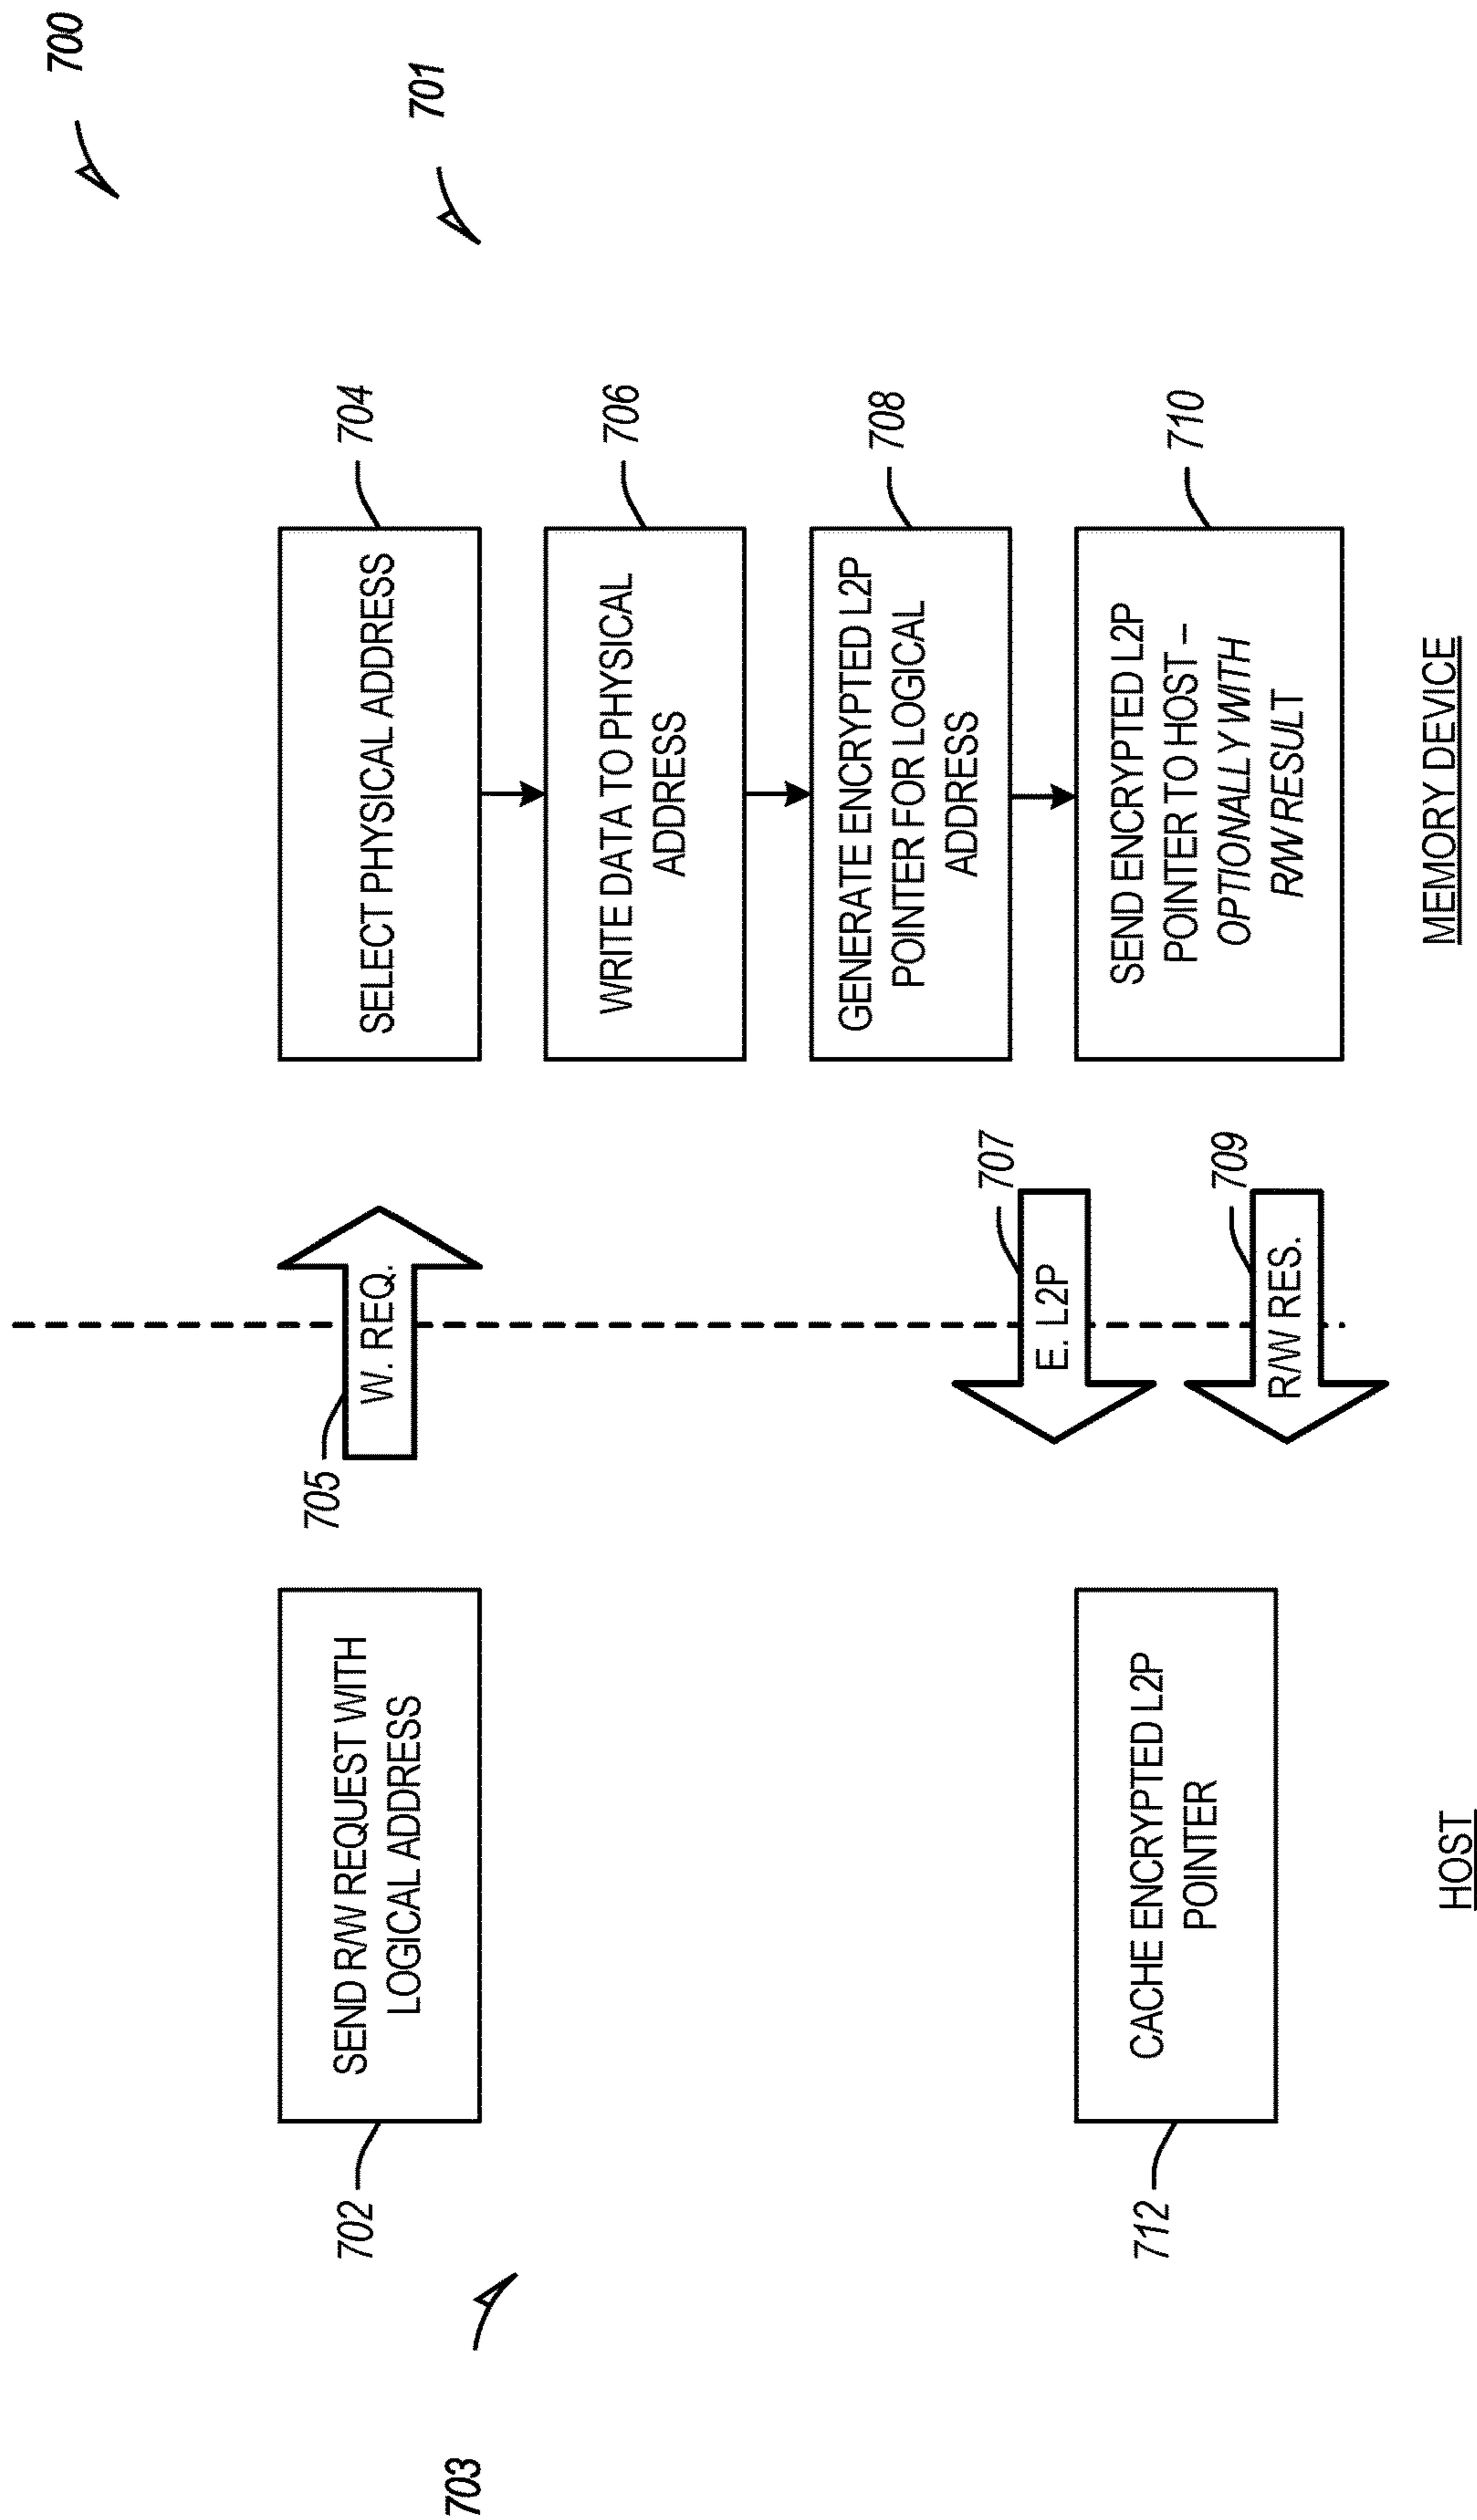 700
701
703
702
SEND R/W REQUEST WITH
LOGICAL ADDRESS
705
W. REQ.
704
SELECT PHYSICAL ADDRESS
706
WRITE DATA TO PHYSICAL
ADDRESS
708
GENERATE ENCRYPTED L2P
POINTER FOR LOGICAL
ADDRESS
707
E. L2P
710
SEND ENCRYPTED L2P
POINTER TO HOST –
OPTIONALLY WITH
R/W RESULT
709
R/W RES.
712
CACHE ENCRYPTED L2P
POINTER
HOST
MEMORY DEVICE